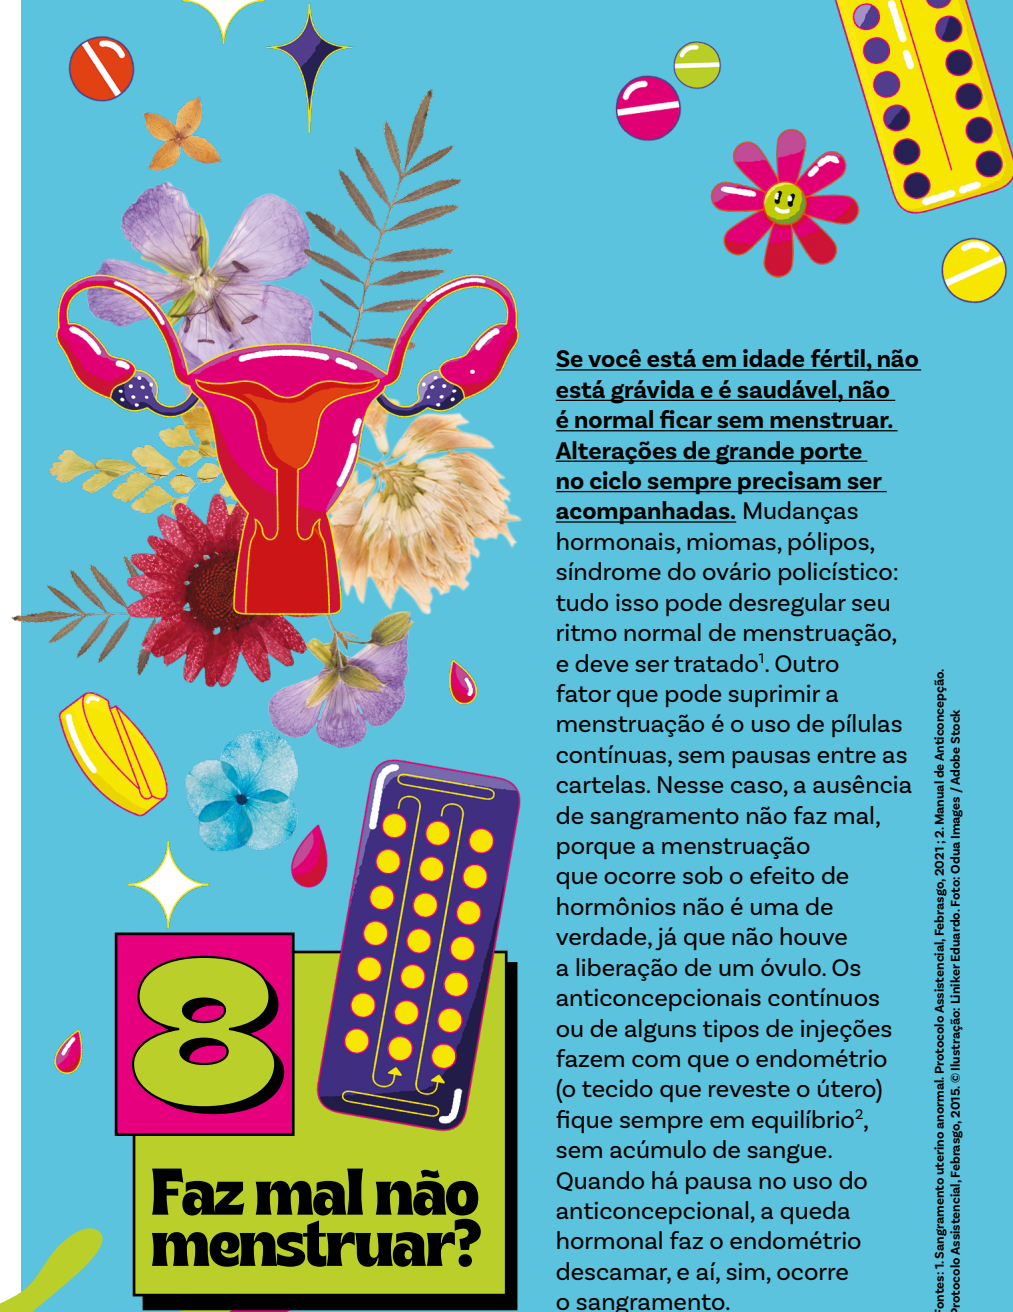 Se você está em idade fértil, não
está grávida e é saudável, não
é normal ficar sem menstruar.
Alterações de grande porte
no ciclo sempre precisam ser
acompanhadas. Mudanças
hormonais, miomas, pólipos,
síndrome do ovário policístico:
tudo isso pode desregular seu
ritmo normal de menstruação,
e deve ser tratado¹. Outro
fator que pode suprimir a
menstruação é o uso de pílulas
contínuas, sem pausas entre as
cartelas. Nesse caso, a ausência
de sangramento não faz mal,
porque a menstruação
que ocorre sob o efeito de
hormônios não é uma de
verdade, já que não houve
a liberação de um óvulo. Os
anticoncepcionais contínuos
ou de alguns tipos de injeções
fazem com que o endométrio
(o tecido que reveste o útero)
fique sempre em equilíbrio²,
sem acúmulo de sangue.
Quando há pausa no uso do
anticoncepcional, a queda
hormonal faz o endométrio
descamar, e aí, sim, ocorre
o sangramento.
8
Faz mal não
menstruar?
Fontes: 1. Sangramento uterino anormal. Protocolo Assistencial, Febrasgo, 2021; 2. Manual de Anticoncepção.
Protocolo Assistencial, Febrasgo, 2015. © Ilustração: Liniker Eduardo. Foto: Odua Images / Adobe Stock